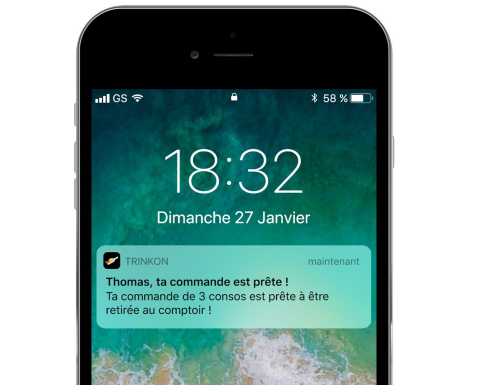 GS 58 %
18:32
Dimanche 27 Janvier
TRINKON maintenant
Thomas, ta commande est prête !
Ta commande de 3 consos est prête à être
retirée au comptoir !